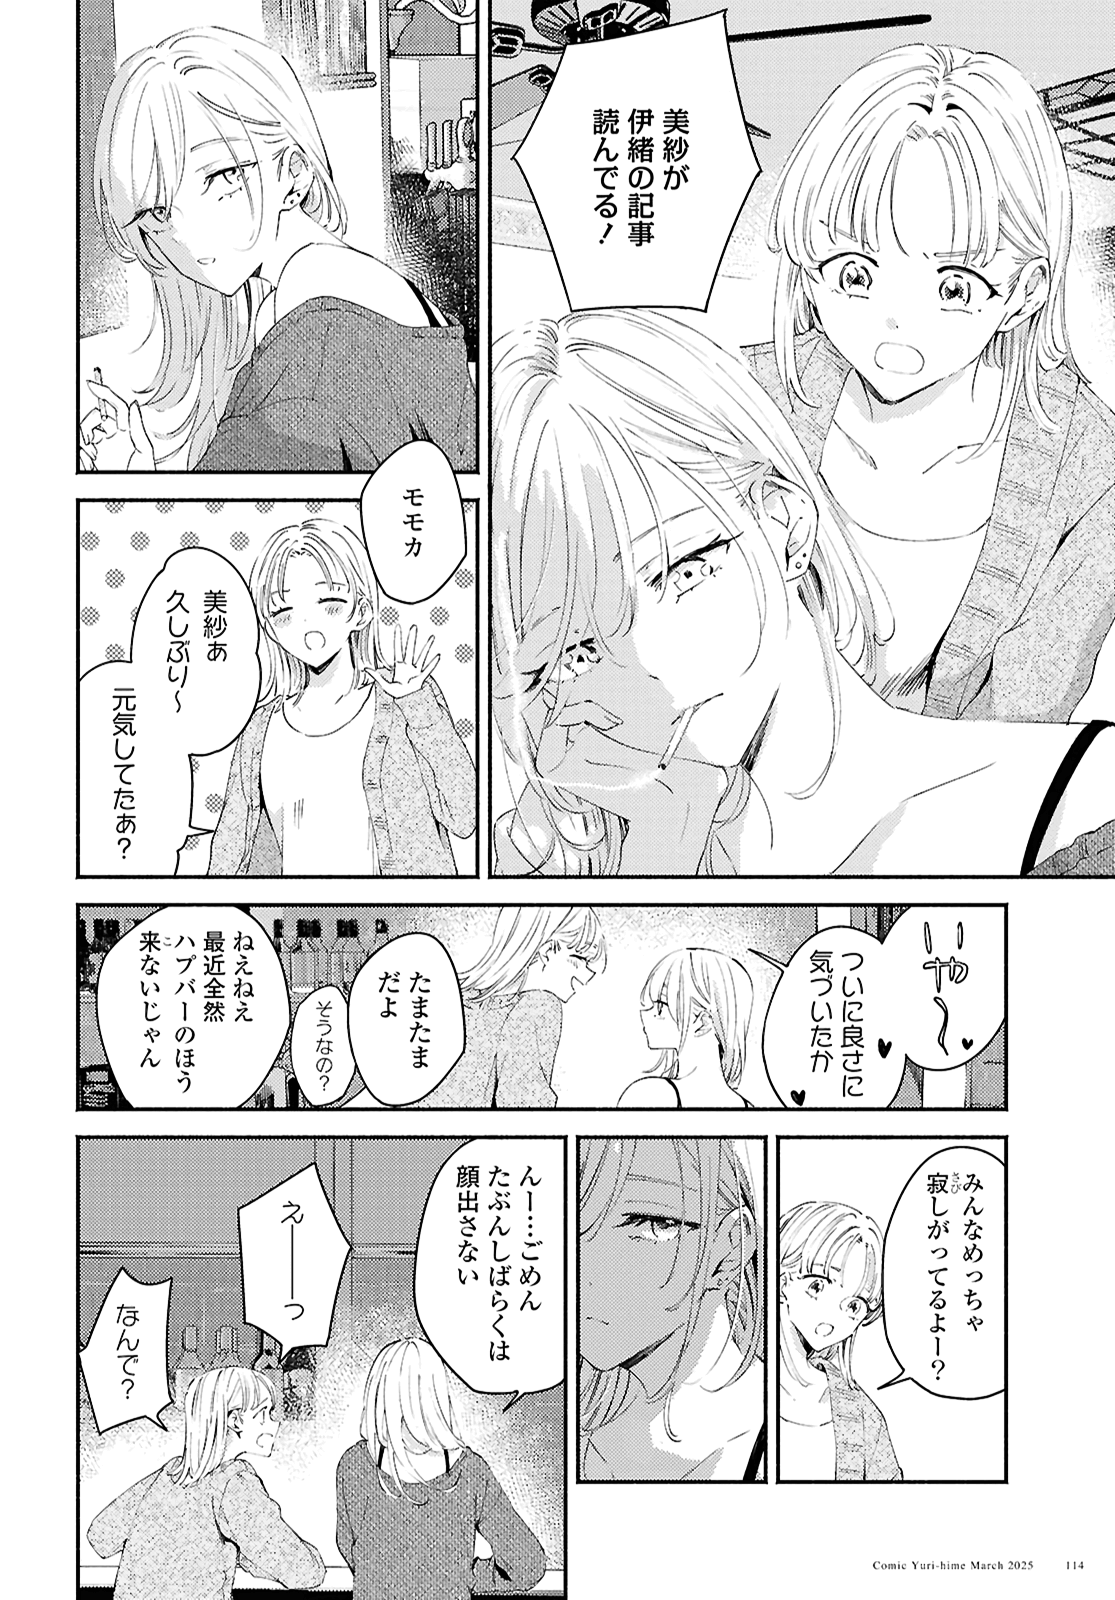 美紗が
伊緒の記事
読んでる!
モモカ
美紗あ
久しぶり〜
元気してたぁ?
いや〜
ついに良さに
気づいたか
たまたま
だよ
そうなの?
ねえねえ
最近全然
ハプバーのほう
来ないじゃん
こ
みんなめっちゃ
寂しがってるよー?
さび
んー…ごめん
たぶんしばらくは
顔出さない
えーーっ
なんで?
Comic Yuri-hime March 2025 114